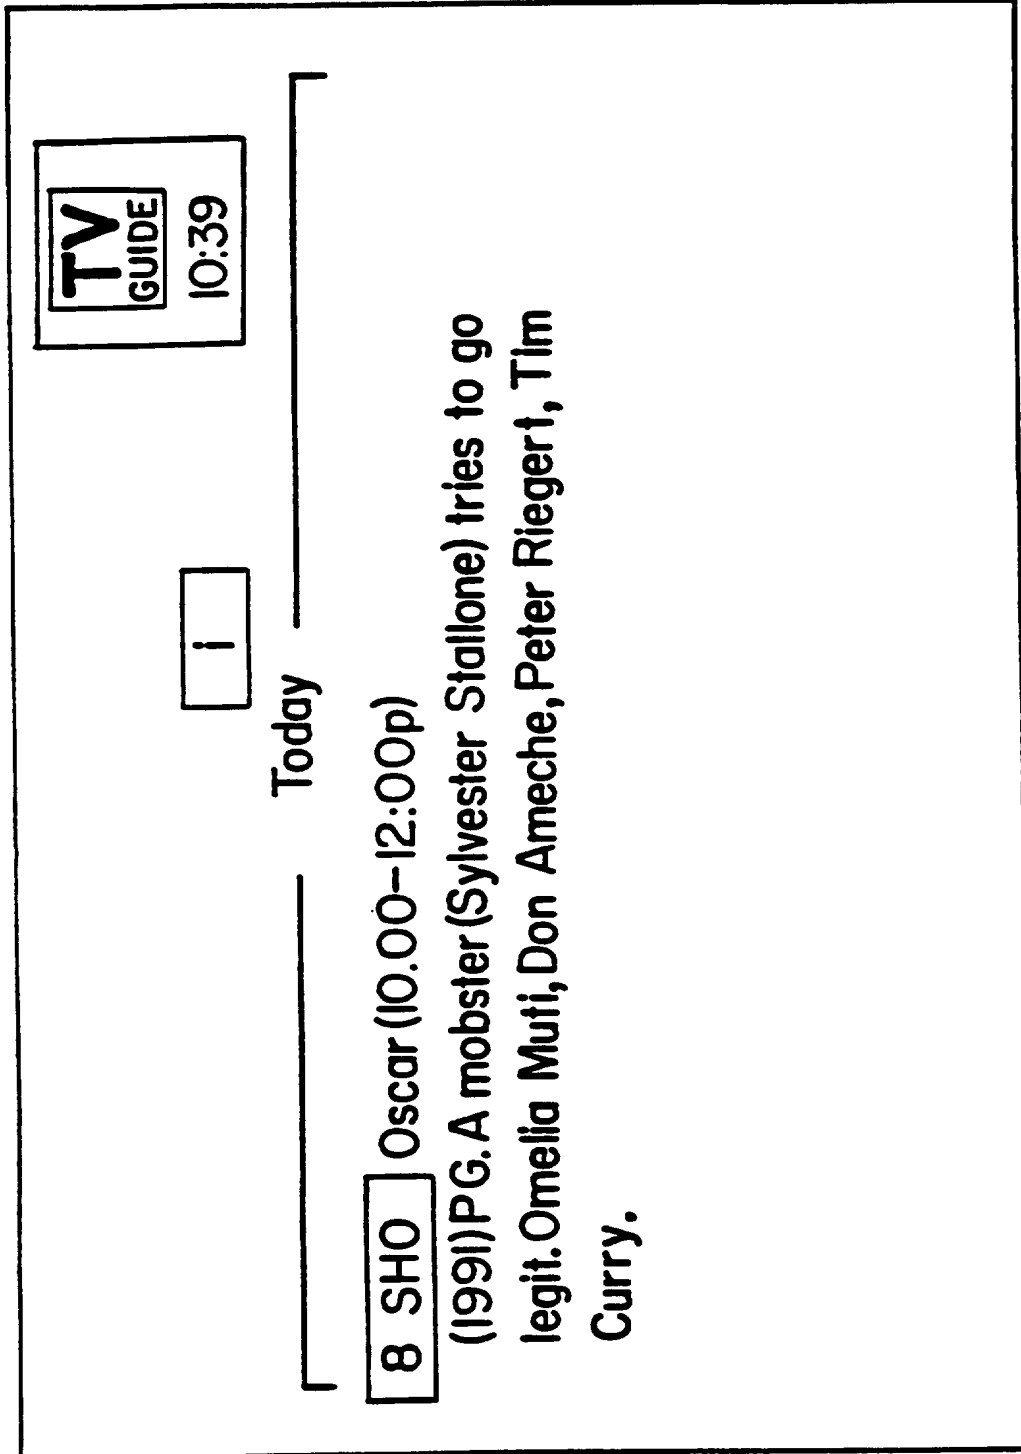 TV
GUIDE
10:39
i
Today
8 SHO Oscar (10.00-12:00p)
(1991) PG. A mobster (Sylvester Stallone) tries to go
legit. Omelia Muti, Don Ameche, Peter Riegert, Tim
Curry.